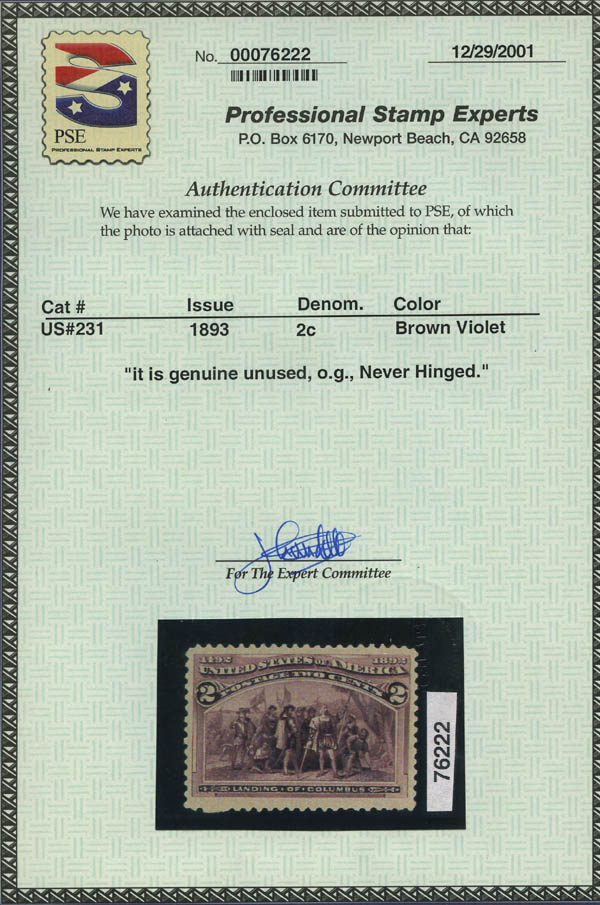 No. 00076222
12/29/2001
PSE
PROFESSIONAL STAMP EXPERTS
Professional Stamp Experts
P.O. Box 6170, Newport Beach, CA 92658
Authentication Committee
We have examined the enclosed item submitted to PSE, of which
the photo is attached with seal and are of the opinion that:
Cat # Issue Denom. Color
US#231 1893 2c Brown Violet
"it is genuine unused, o.g., Never Hinged."
For The Expert Committee
1492 1892
UNITED STATES OF AMERICA
2 POSTAGE TWO CENTS 2
LANDING OF COLUMBUS
76222